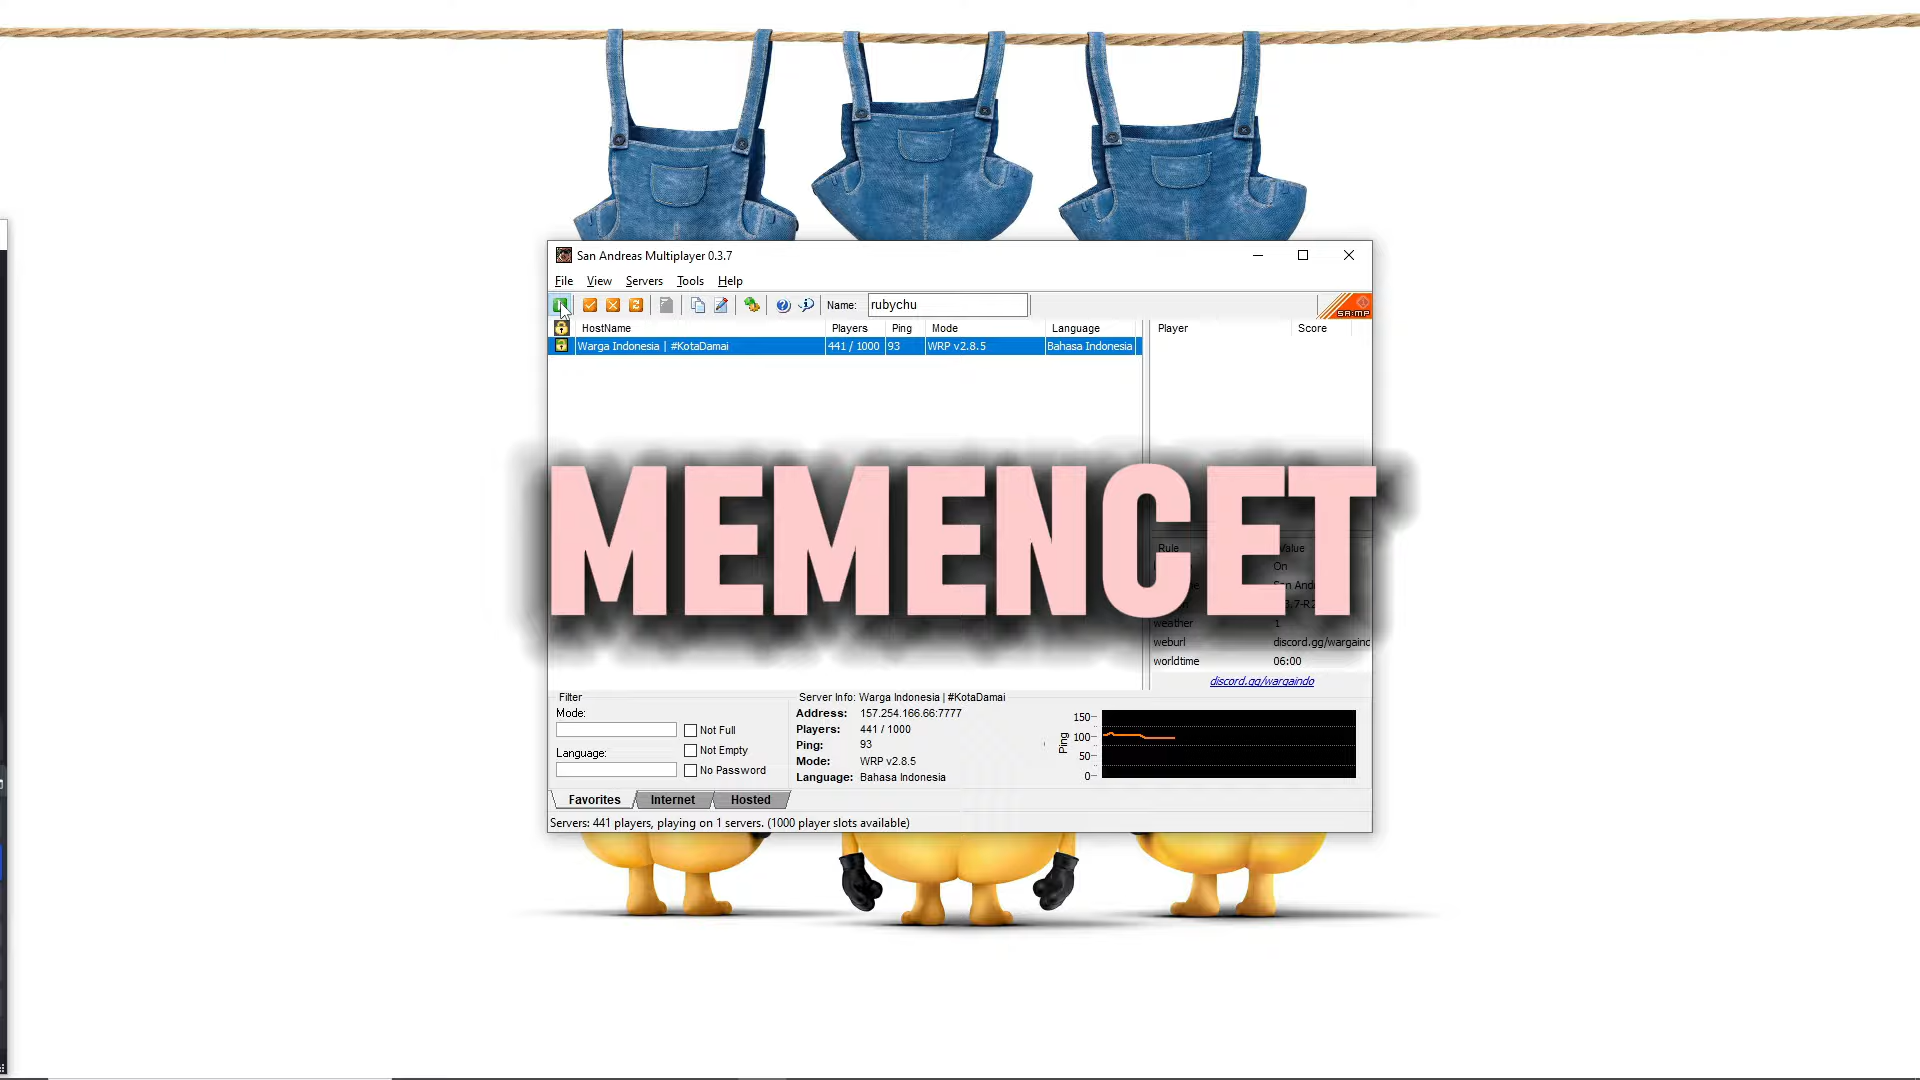 San Andreas Multiplayer 0.3.7
File View Servers Tools Help
Name: rubychu
SA:MP
HostName Players Ping Mode Language
Player Score
Warga Indonesia | #KotaDamai 441 / 1000 93 WRP v2.8.5 Bahasa Indonesia
MEMENCET
Rule Value
On
San And
weather 1
weburl discord.gg/wargaind
worldtime 06:00
discord.gg/wargaindo
Filter
Mode:
Not Full
Language:
Not Empty
No Password
Server Info: Warga Indonesia | #KotaDamai
Address: 157.254.166.66:7777
Players: 441 / 1000
Ping: 93
Mode: WRP v2.8.5
Language: Bahasa Indonesia
Ping
150
100
50
0
Favorites Internet Hosted
Servers: 441 players, playing on 1 servers. (1000 player slots available)